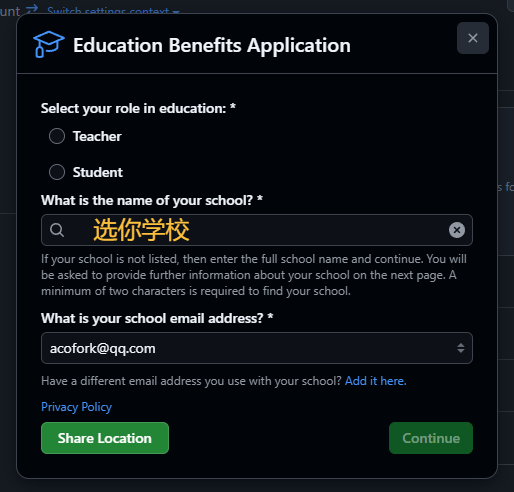 ount Switch settings context
Education Benefits Application
Select your role in education: *
Teacher
Student
What is the name of your school? *
选你学校
If your school is not listed, then enter the full school name and continue. You will
be asked to provide further information about your school on the next page. A
minimum of two characters is required to find your school.
What is your school email address? *
acofork@qq.com
Have a different email address you use with your school? Add it here.
Privacy Policy
Share Location
Continue
s fo